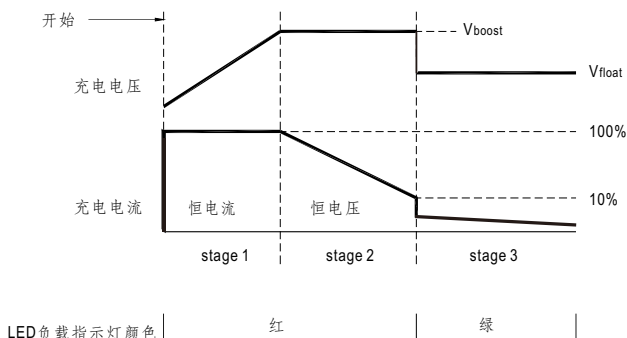 开始
Vboost
Vfloat
充电电压
100%
10%
充电电流
恒电流
恒电压
stage 1
stage 2
stage 3
LED负载指示灯颜色
红
绿